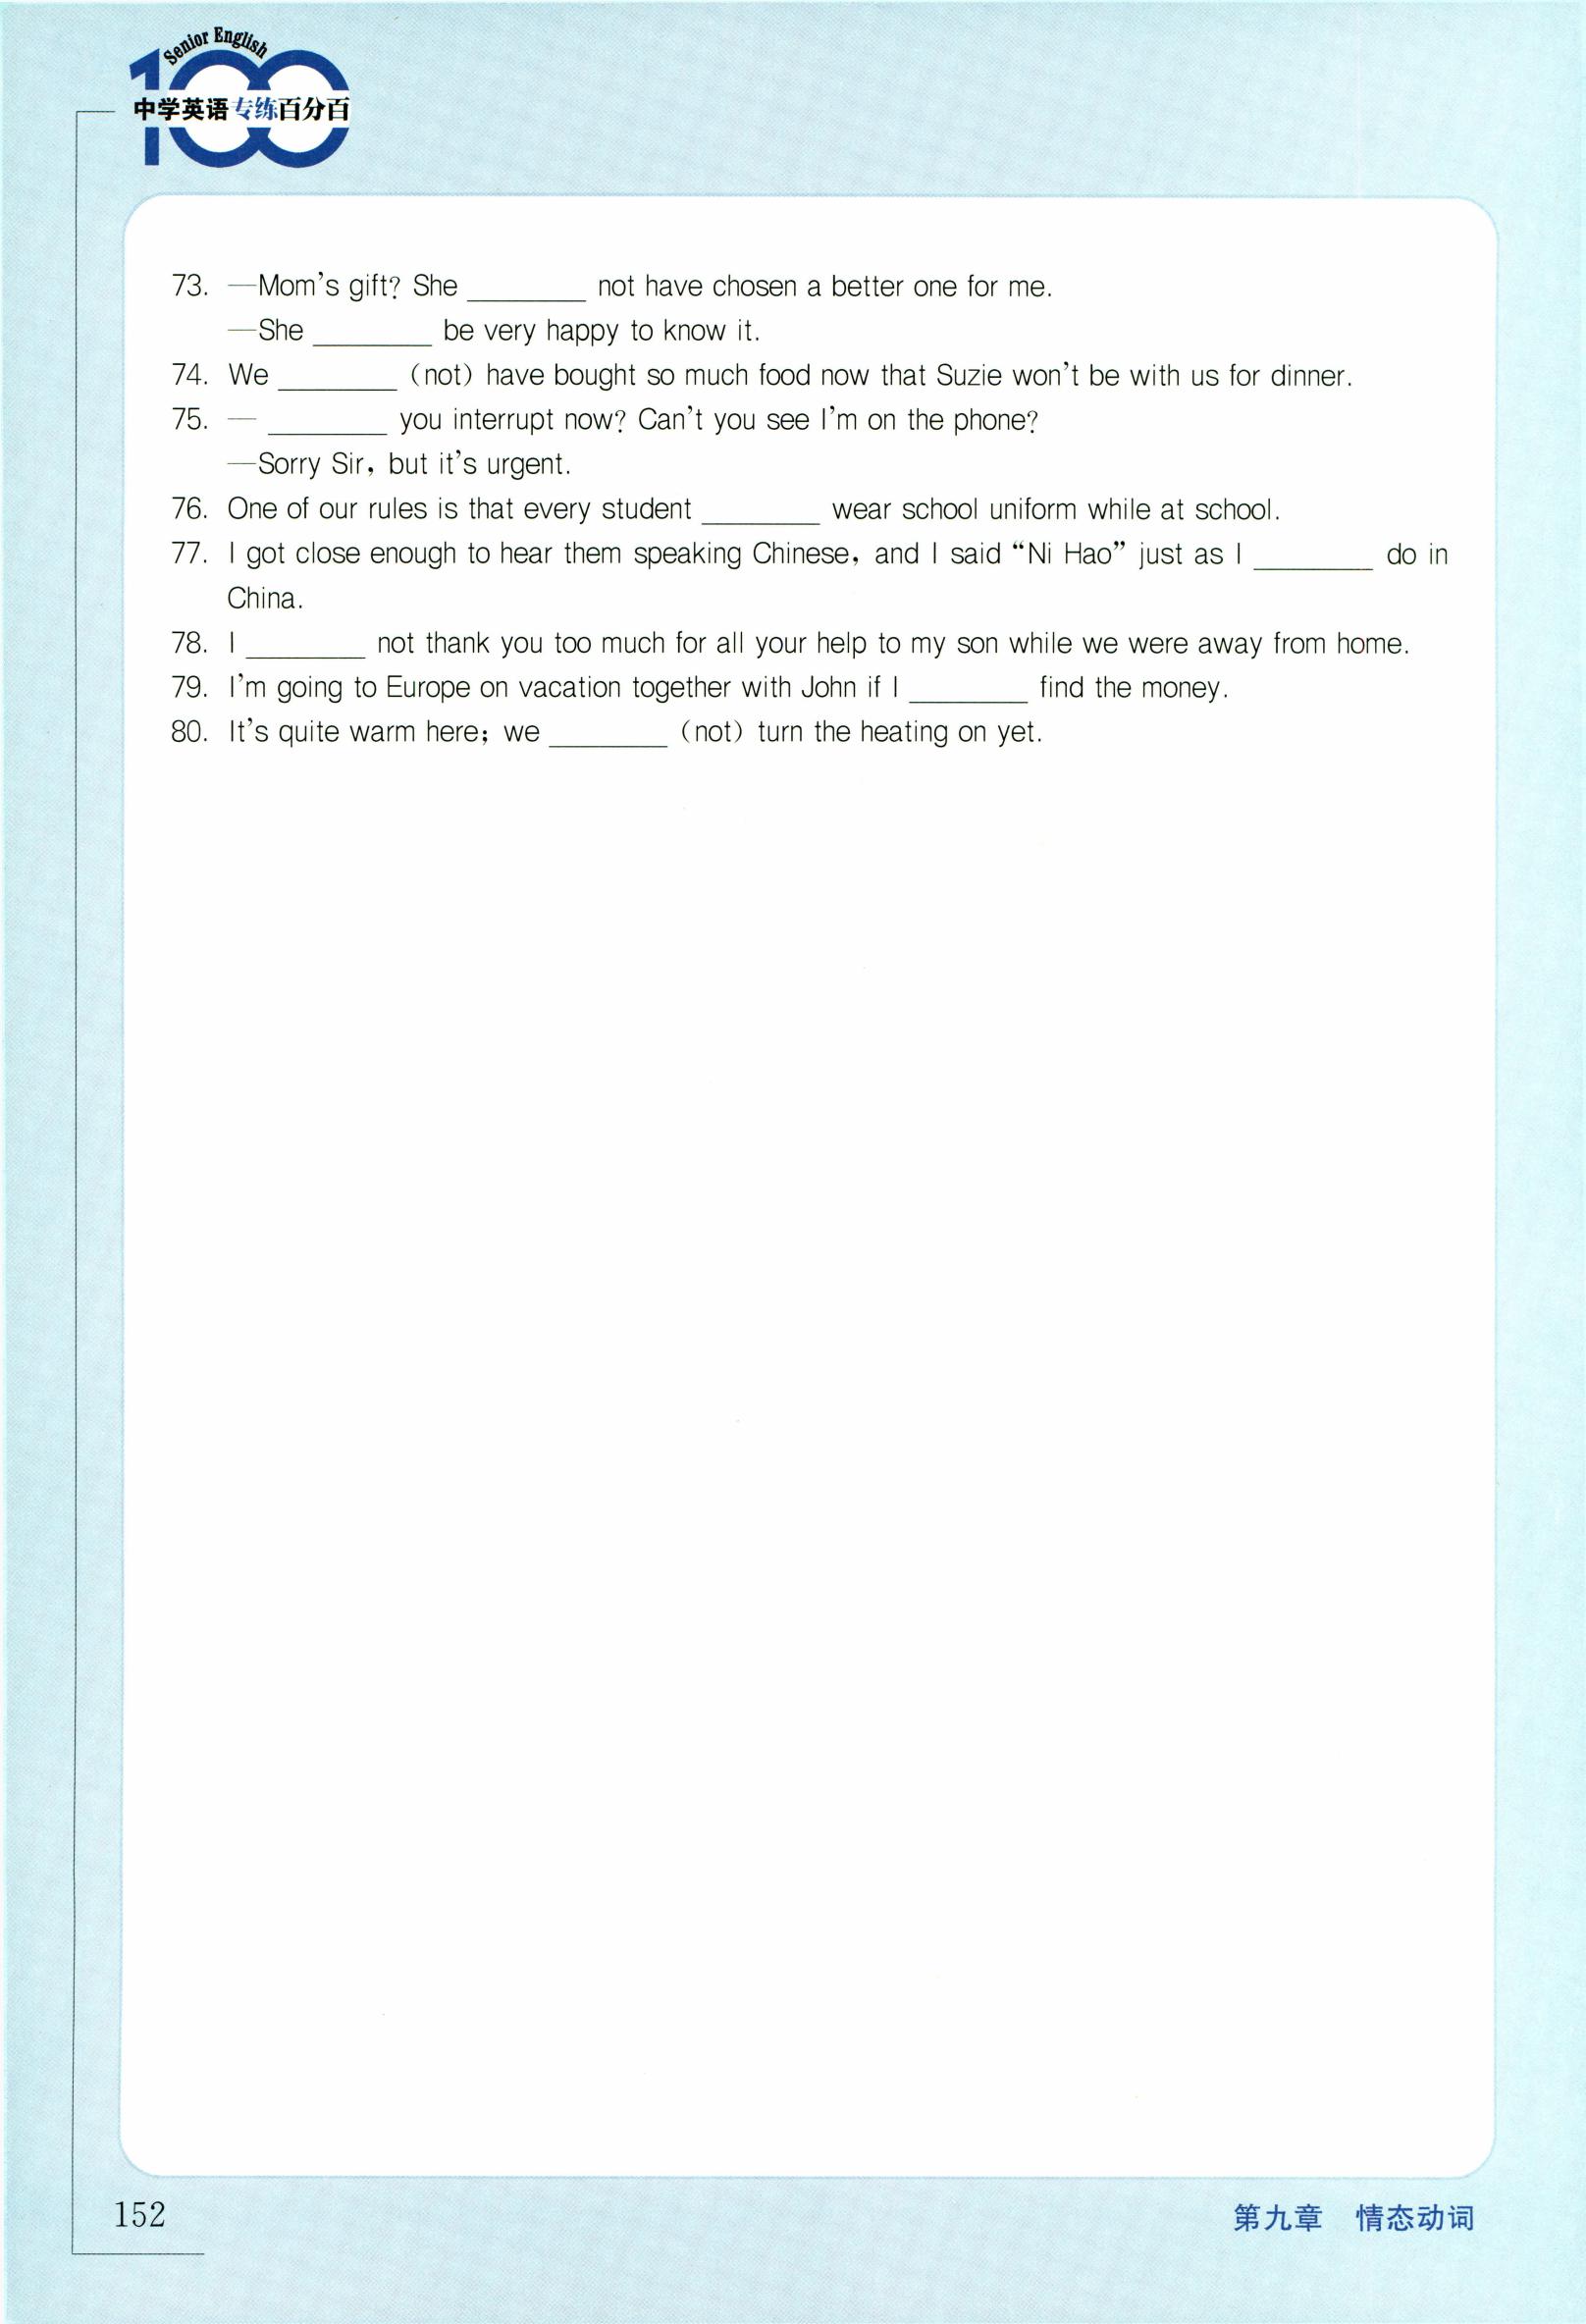 Senior English
100
中学英语专练百分百
73. —Mom's gift? She ________ not have chosen a better one for me.
—She ________ be very happy to know it.
74. We ________ (not) have bought so much food now that Suzie won't be with us for dinner.
75. — ________ you interrupt now? Can't you see I'm on the phone?
—Sorry Sir, but it's urgent.
76. One of our rules is that every student ________ wear school uniform while at school.
77. I got close enough to hear them speaking Chinese, and I said “Ni Hao” just as I ________ do in
China.
78. I ________ not thank you too much for all your help to my son while we were away from home.
79. I'm going to Europe on vacation together with John if I ________ find the money.
80. It's quite warm here; we ________ (not) turn the heating on yet.
152
第九章 情态动词